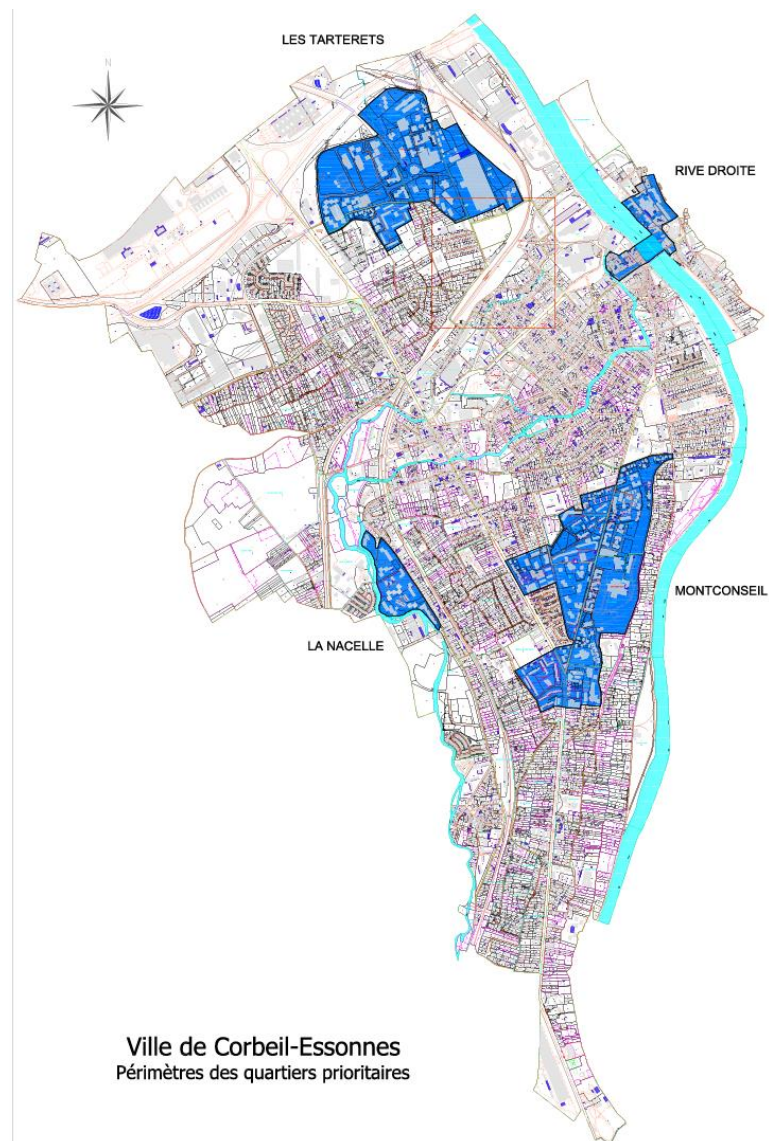 LES TARTERETS
N
RIVE DROITE
MONTCONSEIL
LA NACELLE
Ville de Corbeil-Essonnes
Périmètres des quartiers prioritaires